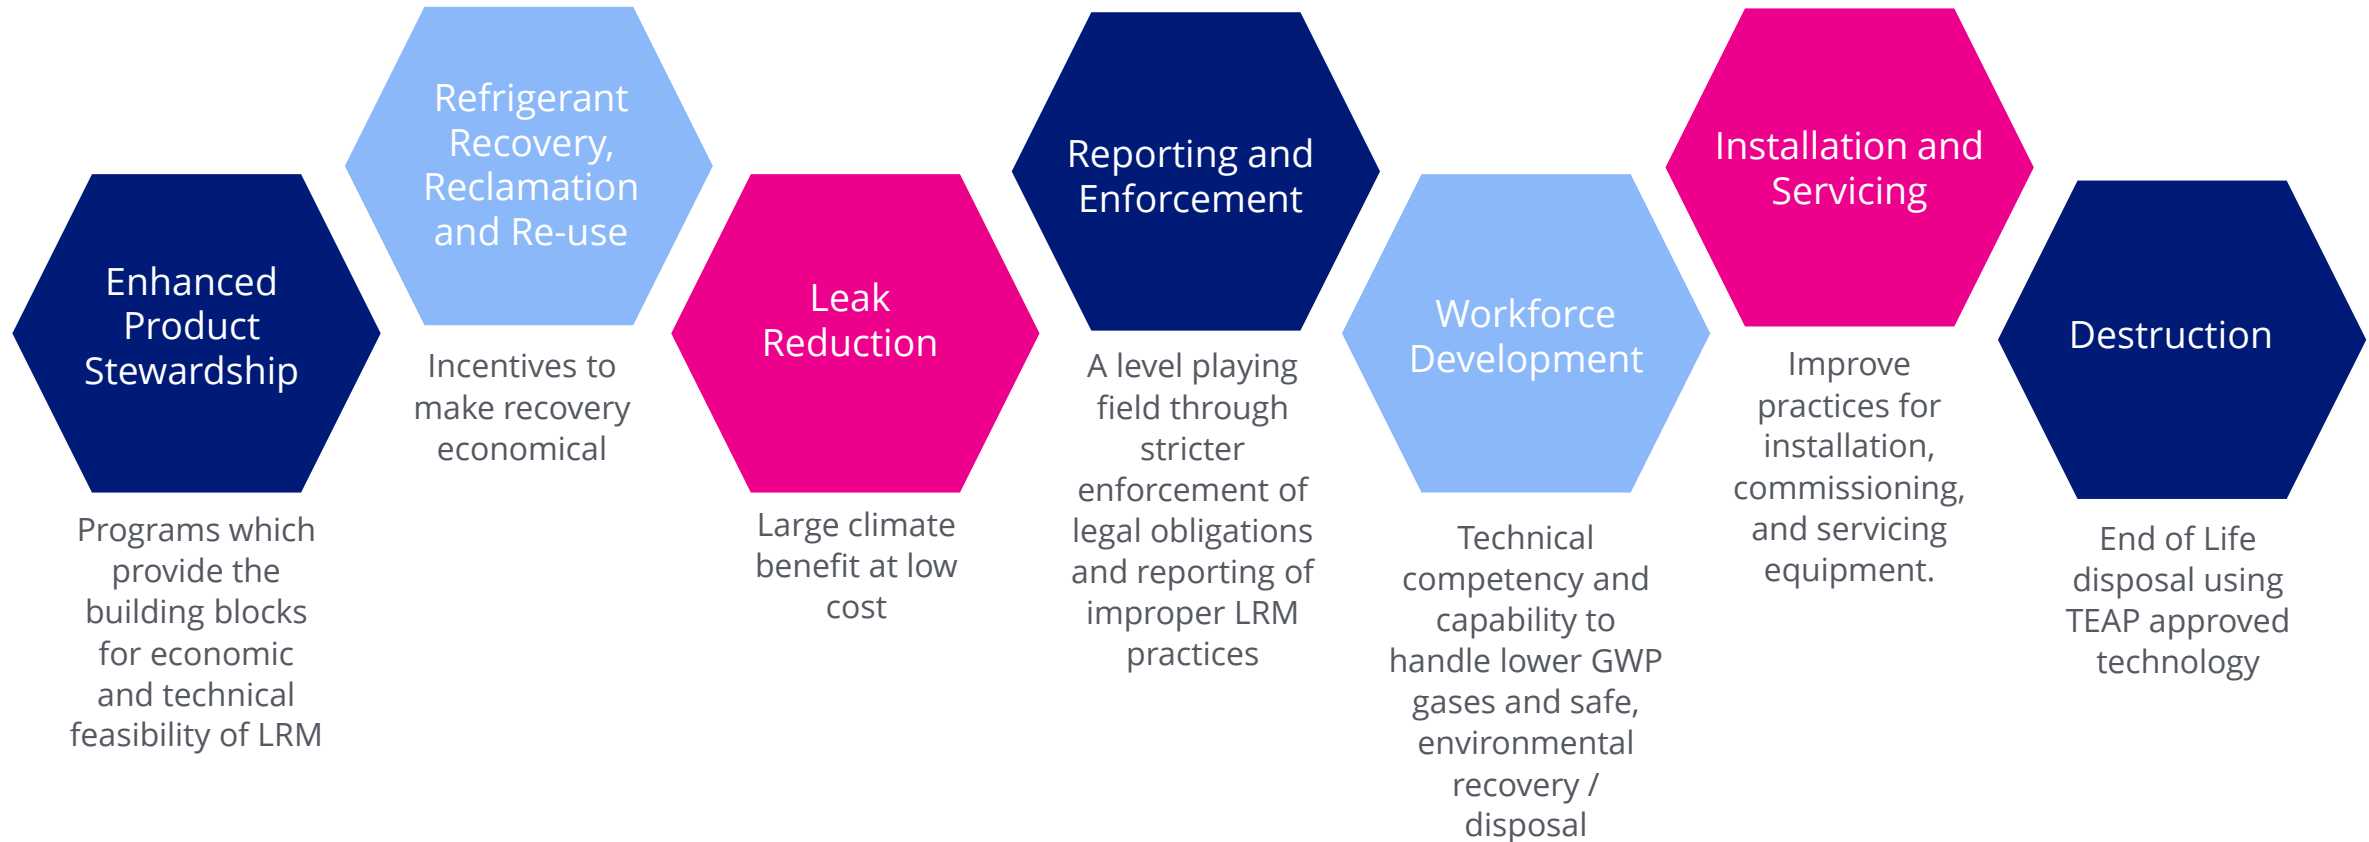 Enhanced
Product
Stewardship
Programs which
provide the
building blocks
for economic
and technical
feasibility of LRM
Refrigerant
Recovery,
Reclamation
and Re-use
Incentives to
make recovery
economical
Leak
Reduction
Large climate
benefit at low
cost
Reporting and
Enforcement
A level playing
field through
stricter
enforcement of
legal obligations
and reporting of
improper LRM
practices
Workforce
Development
Technical
competency and
capability to
handle lower GWP
gases and safe,
environmental
recovery /
disposal
Installation and
Servicing
Improve
practices for
installation,
commissioning,
and servicing
equipment.
Destruction
End of Life
disposal using
TEAP approved
technology